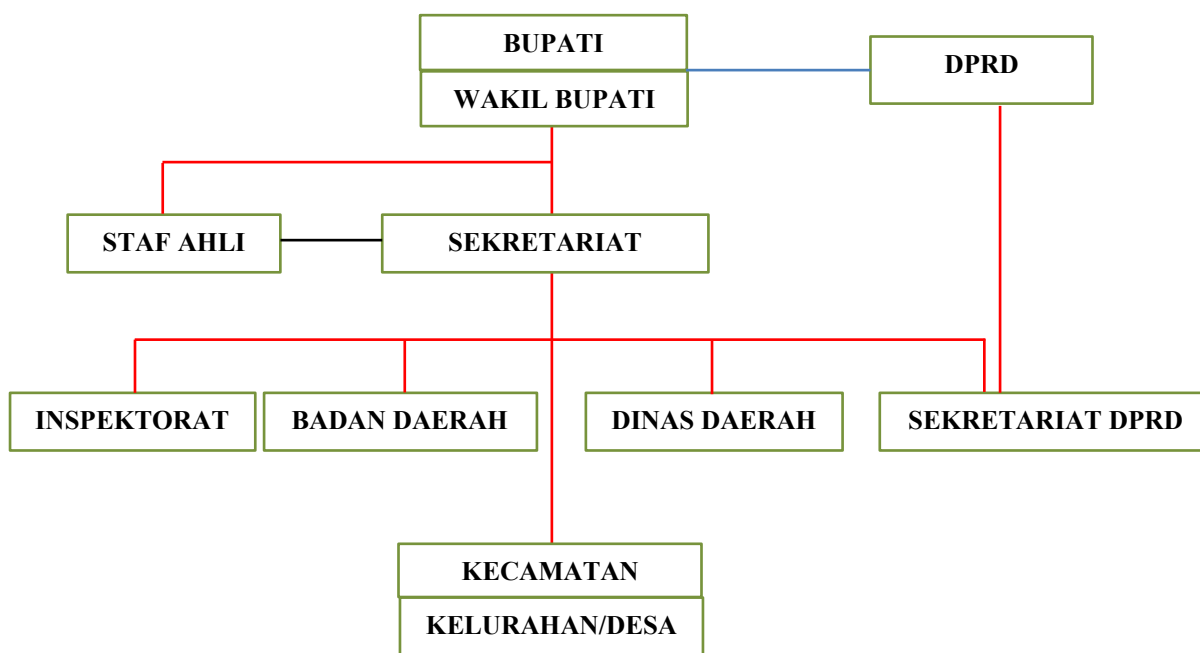 BUPATI
DPRD
WAKIL BUPATI
STAF AHLI
SEKRETARIAT
INSPEKTORAT
BADAN DAERAH
DINAS DAERAH
SEKRETARIAT DPRD
KECAMATAN
KELURAHAN/DESA